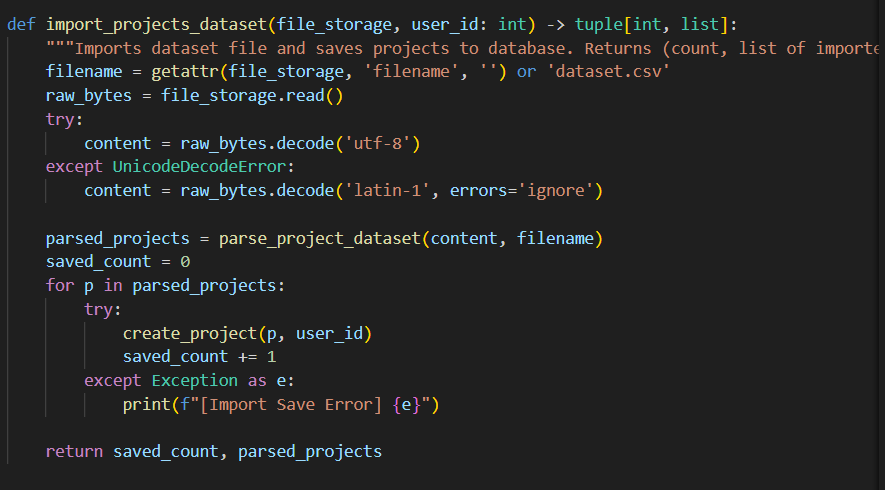 def import_projects_dataset(file_storage, user_id: int) -> tuple[int, list]:
    """Imports dataset file and saves projects to database. Returns (count, list of importe
    filename = getattr(file_storage, 'filename', '') or 'dataset.csv'
    raw_bytes = file_storage.read()
    try:
        content = raw_bytes.decode('utf-8')
    except UnicodeDecodeError:
        content = raw_bytes.decode('latin-1', errors='ignore')

    parsed_projects = parse_project_dataset(content, filename)
    saved_count = 0
    for p in parsed_projects:
        try:
            create_project(p, user_id)
            saved_count += 1
        except Exception as e:
            print(f"[Import Save Error] {e}")

    return saved_count, parsed_projects